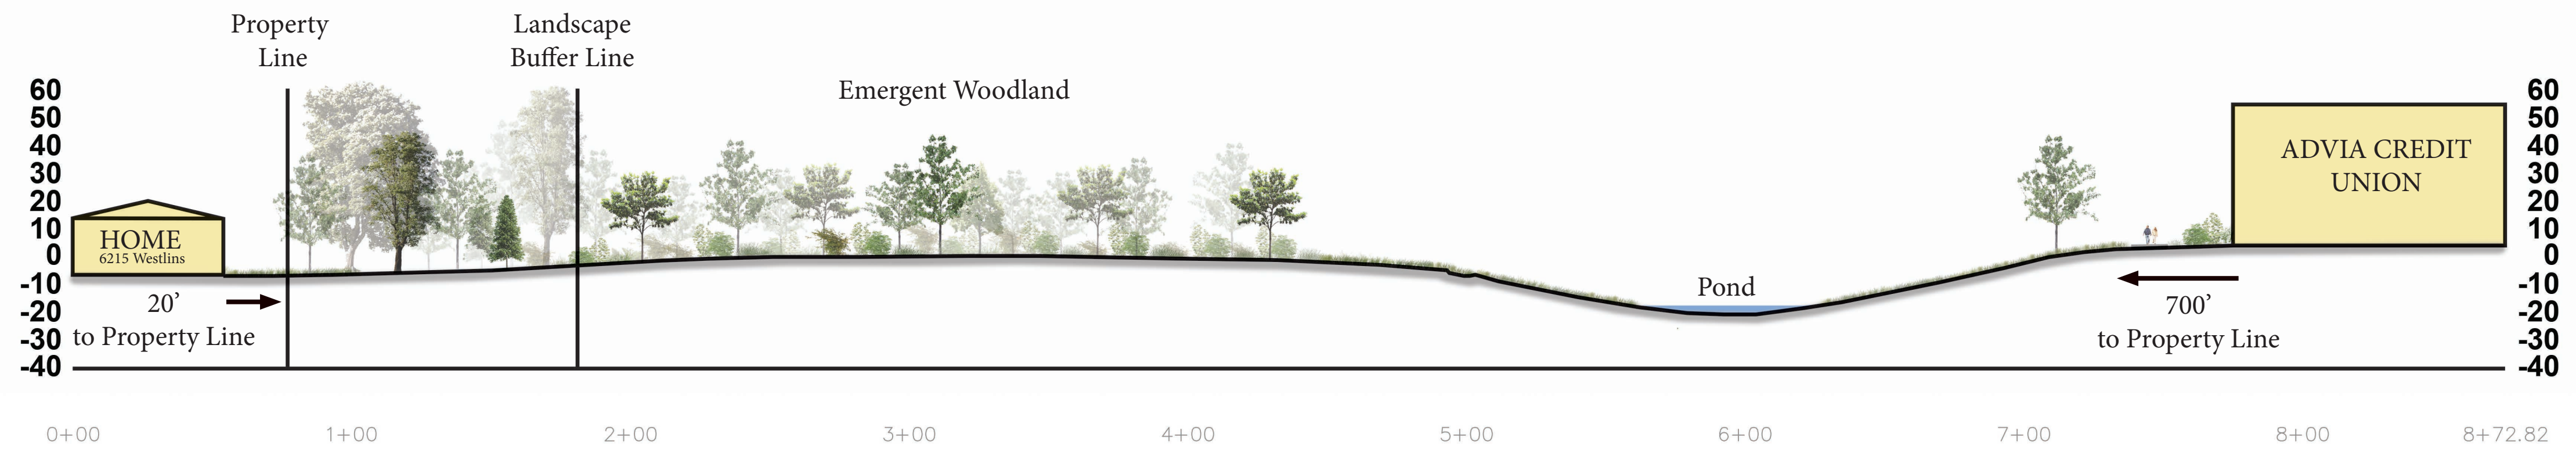 Property
Line
Landscape
Buffer Line
Emergent Woodland
60
50
40
30
20
10
0
-10
-20
-30
-40
HOME
6215 Westlins
20’
to Property Line
Pond
ADVIA CREDIT
UNION
700’
to Property Line
60
50
40
30
20
10
0
-10
-20
-30
-40
0+00 1+00 2+00 3+00 4+00 5+00 6+00 7+00 8+00 8+72.82